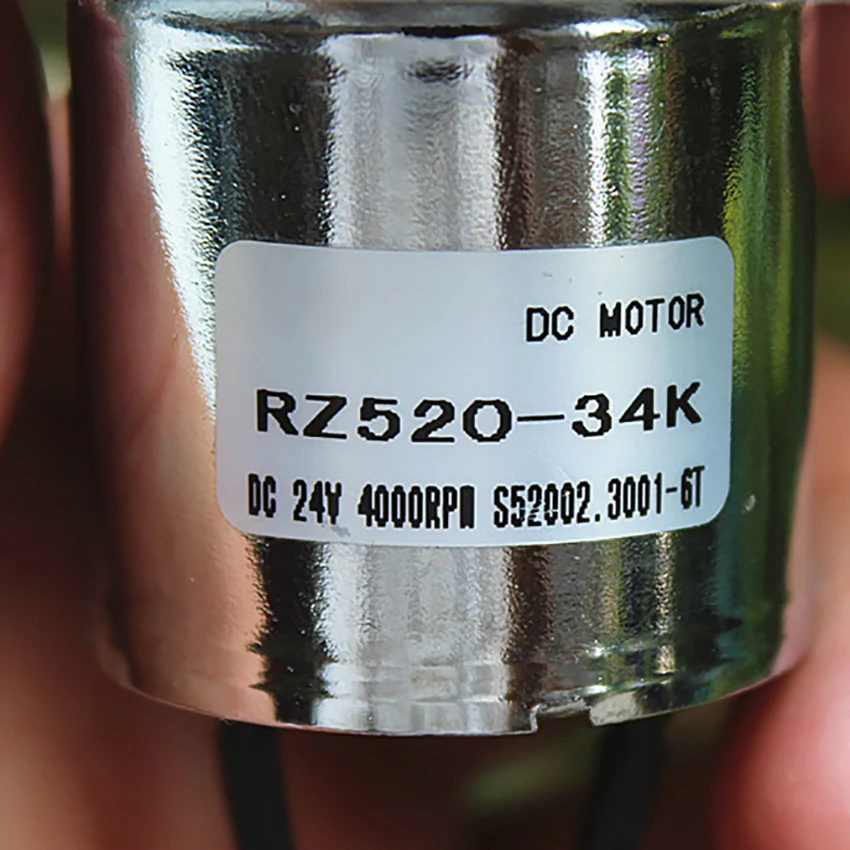 DC MOTOR
RZ520-34K
DC 24V 4000RPM S52002.3001-6T